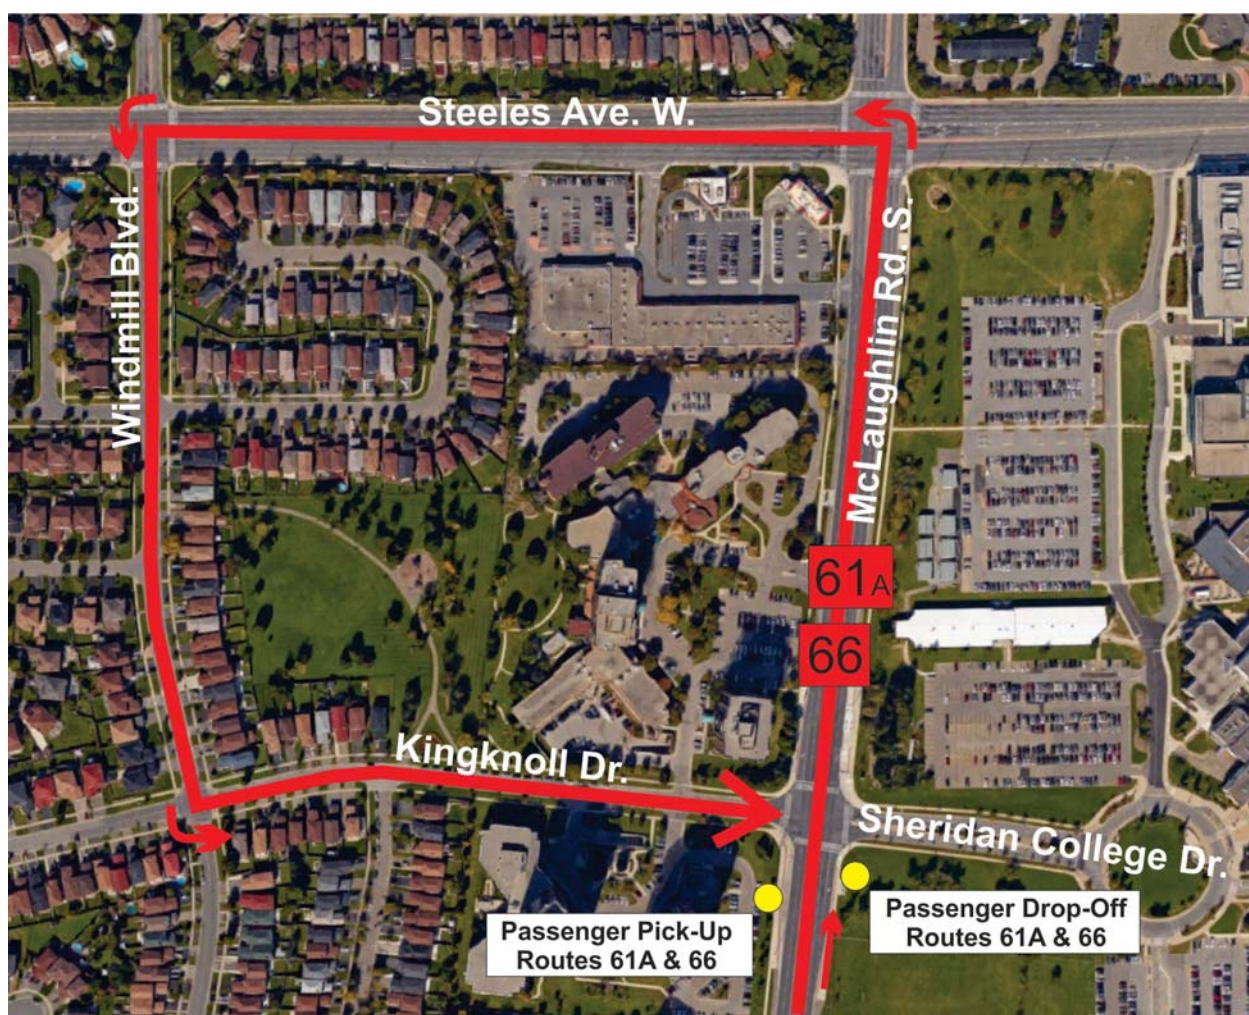 Steeles Ave. W.
Windmill Blvd.
McLaughlin Rd. S.
61A
66
Kingknoll Dr.
Sheridan College Dr.
Passenger Pick-Up
Routes 61A & 66
Passenger Drop-Off
Routes 61A & 66